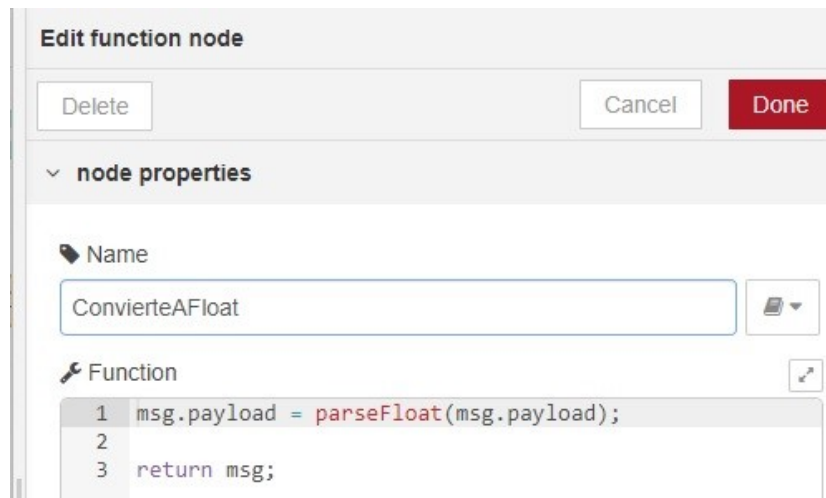 Edit function node
Delete Cancel Done
node properties
Name
ConvierteAFloat
Function
1 msg.payload = parseFloat(msg.payload);
2
3 return msg;